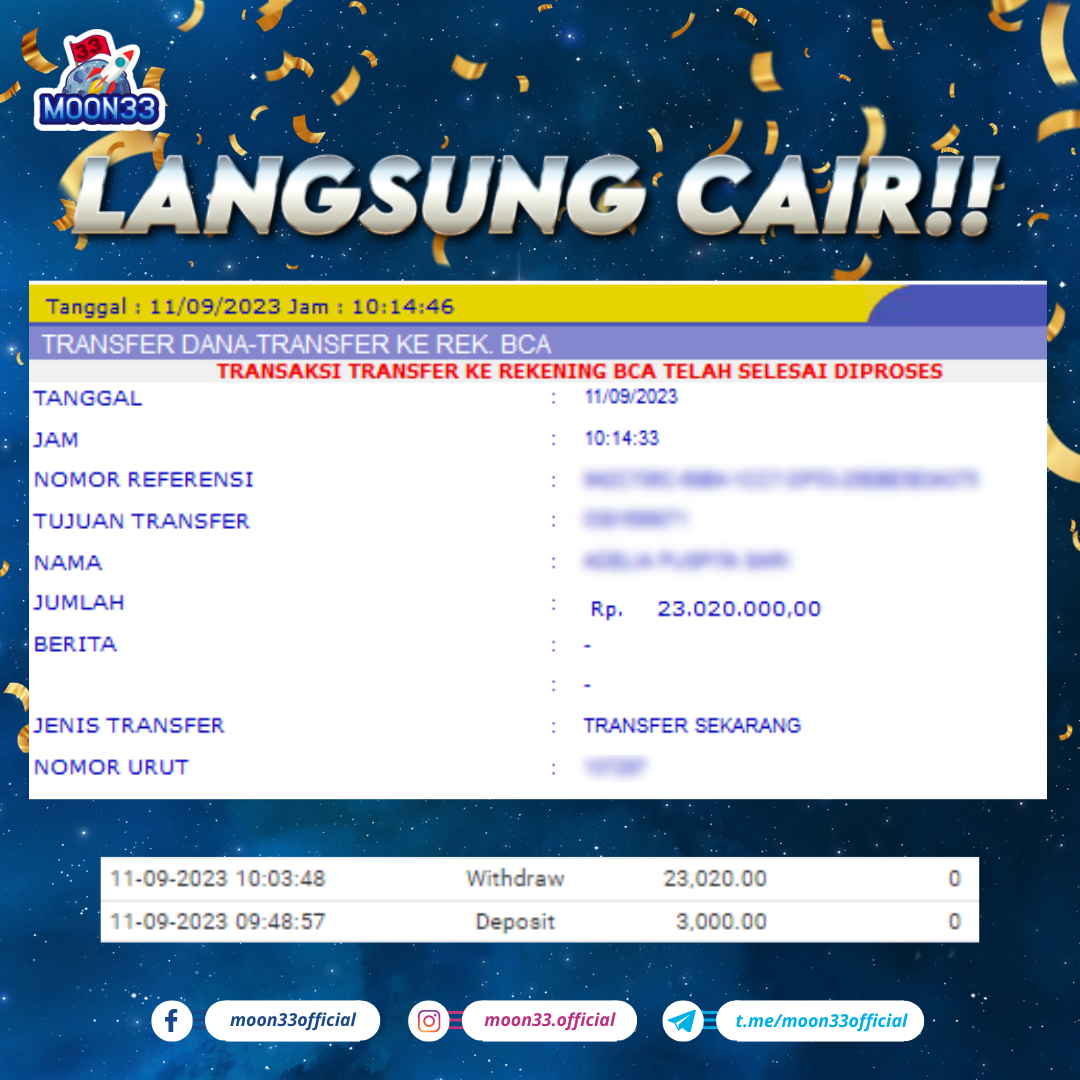 33
MOON33
LANGSUNG CAIR!!
Tanggal : 11/09/2023 Jam : 10:14:46
TRANSFER DANA-TRANSFER KE REK. BCA
TRANSAKSI TRANSFER KE REKENING BCA TELAH SELESAI DIPROSES
TANGGAL : 11/09/2023
JAM : 10:14:33
NOMOR REFERENSI :
TUJUAN TRANSFER :
NAMA :
JUMLAH : Rp. 23.020.000,00
BERITA : -
: -
JENIS TRANSFER : TRANSFER SEKARANG
NOMOR URUT :
11-09-2023 10:03:48 Withdraw 23,020.00 0
11-09-2023 09:48:57 Deposit 3,000.00 0
moon33official moon33.official t.me/moon33official